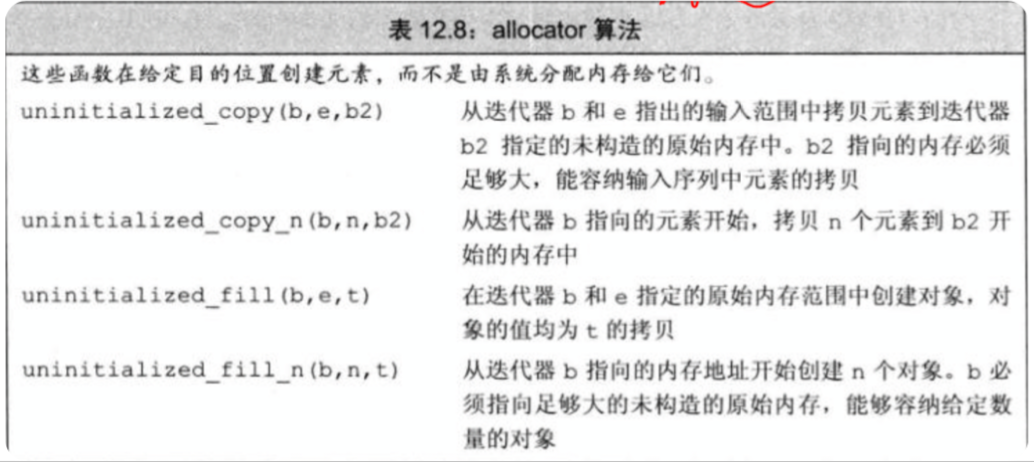 表 12.8：allocator 算法
这些函数在给定目的位置创建元素，而不是由系统分配内存给它们。
uninitialized_copy(b,e,b2) 从迭代器 b 和 e 指出的输入范围中拷贝元素到迭代器
b2 指定的未构造的原始内存中。b2 指向的内存必须
足够大，能容纳输入序列中元素的拷贝
uninitialized_copy_n(b,n,b2) 从迭代器 b 指向的元素开始，拷贝 n 个元素到 b2 开
始的内存中
uninitialized_fill(b,e,t) 在迭代器 b 和 e 指定的原始内存范围中创建对象，对
象的值均为 t 的拷贝
uninitialized_fill_n(b,n,t) 从迭代器 b 指向的内存地址开始创建 n 个对象。b 必
须指向足够大的未构造的原始内存，能够容纳给定数
量的对象